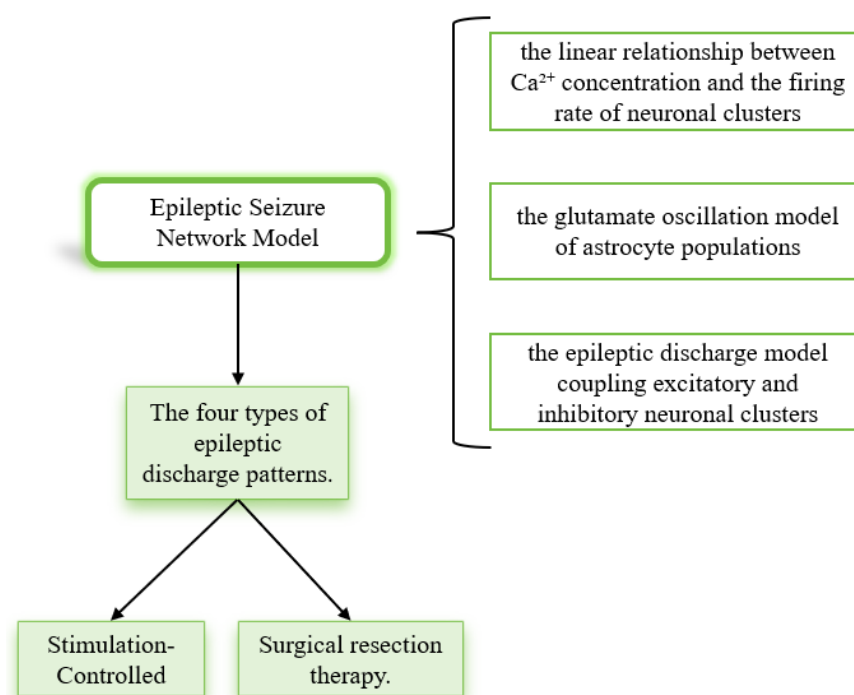 the linear relationship between
Ca²⁺ concentration and the firing
rate of neuronal clusters
Epileptic Seizure
Network Model
the glutamate oscillation model
of astrocyte populations
the epileptic discharge model
coupling excitatory and
inhibitory neuronal clusters
The four types of
epileptic
discharge patterns.
Stimulation-
Controlled
Surgical resection
therapy.